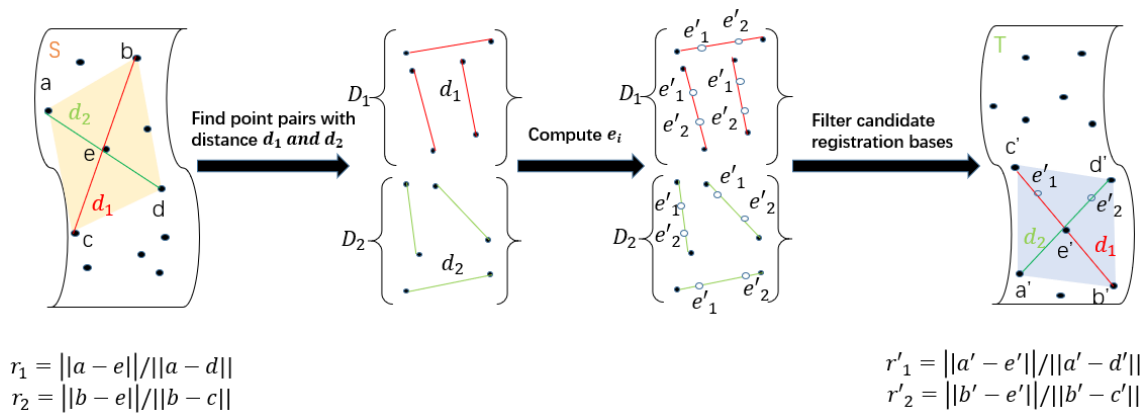 S
b
a
d₂
e
d₁
d
c
Find point pairs with
distance d₁ and d₂
D₁
d₁
D₂
d₂
Compute eᵢ
D₁
e′₁
e′₂
e′₁
e′₂
e′₁
e′₂
D₂
e′₁
e′₂
e′₁
e′₂
e′₁
e′₂
Filter candidate
registration bases
T
c'
d'
e′₁
e′₂
d₂
d₁
e'
a'
b'
r₁ = ||a − e||/||a − d||
r₂ = ||b − e||/||b − c||
r′₁ = ||a′ − e′||/||a′ − d′||
r′₂ = ||b′ − e′||/||b′ − c′||